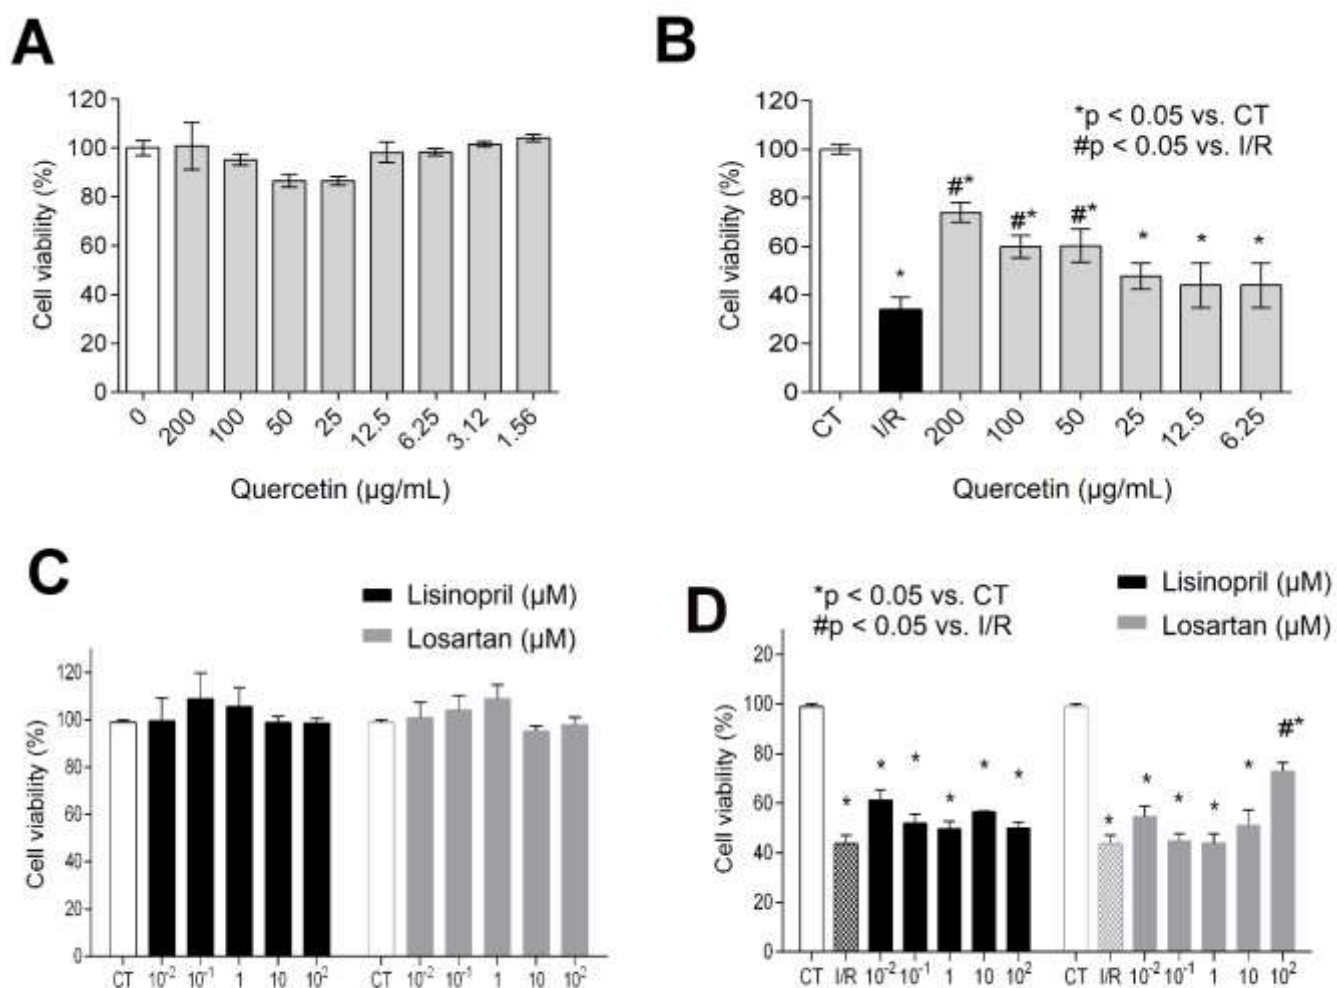 A
120
100
80
60
40
20
0
Cell viability (%)
0 200 100 50 25 12.5 6.25 3.12 1.56
Quercetin (µg/mL)
B
*p < 0.05 vs. CT
#p < 0.05 vs. I/R
120
100
80
60
40
20
0
Cell viability (%)
* #* #* #* * * *
CT I/R 200 100 50 25 12.5 6.25
Quercetin (µg/mL)
C
Lisinopril (µM)
Losartan (µM)
120
100
80
60
40
20
0
Cell viability (%)
CT 10⁻² 10⁻¹ 1 10 10² CT 10⁻² 10⁻¹ 1 10 10²
D
*p < 0.05 vs. CT
#p < 0.05 vs. I/R
Lisinopril (µM)
Losartan (µM)
20
100
80
60
40
20
0
Cell viability (%)
* * * * * * * * * * * #*
CT I/R 10⁻² 10⁻¹ 1 10 10² CT I/R 10⁻² 10⁻¹ 1 10 10²